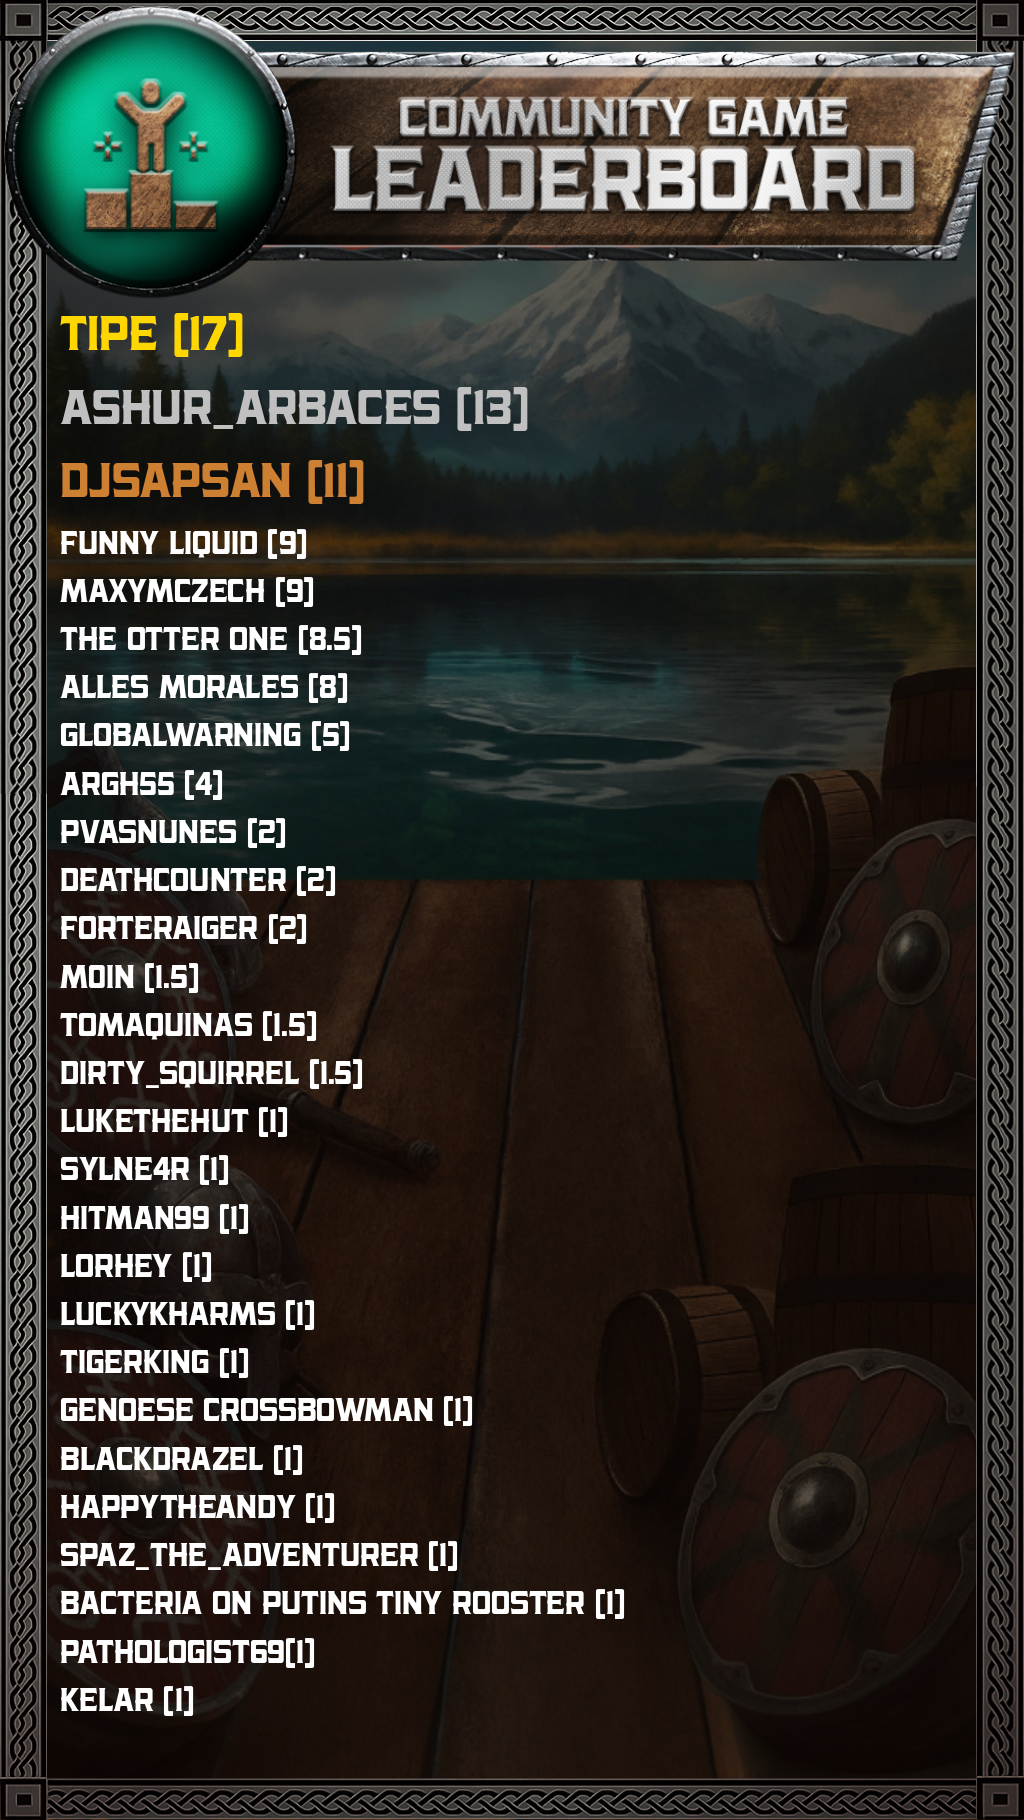 COMMUNITY GAME
LEADERBOARD
TIPE [17]
ASHUR_ARBACES [13]
DJSAPSAN [11]
FUNNY LIQUID [9]
MAXYMCZECH [9]
THE OTTER ONE [8.5]
ALLES MORALES [8]
GLOBALWARNING [5]
ARGH55 [4]
PVASNUNES [2]
DEATHCOUNTER [2]
FORTERAIGER [2]
MOIN [1.5]
TOMAQUINAS [1.5]
DIRTY_SQUIRREL [1.5]
LUKETHEHUT [1]
SYLNE4R [1]
HITMAN99 [1]
LORHEY [1]
LUCKYKHARMS [1]
TIGERKING [1]
GENOESE CROSSBOWMAN [1]
BLACKDRAZEL [1]
HAPPYTHEANDY [1]
SPAZ_THE_ADVENTURER [1]
BACTERIA ON PUTINS TINY ROOSTER [1]
PATHOLOGIST69[1]
KELAR [1]